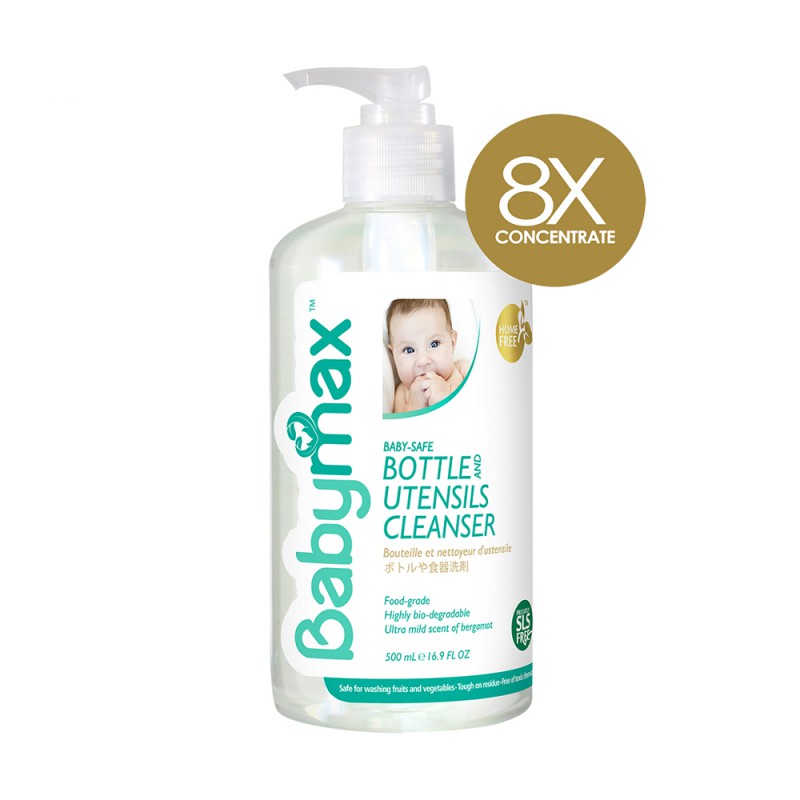 8X
CONCENTRATE
Babymax™
HOME
FREE
BABY-SAFE
BOTTLE AND
UTENSILS
CLEANSER
Bouteille et nettoyeur d'ustensile
ボトルや食器洗剤
Food-grade
Highly bio-degradable
Ultra mild scent of bergamot
500 mL e 16.9 FL OZ
SLS
FREE
Safe for washing fruits and vegetables-Tough on residue-Free of toxic